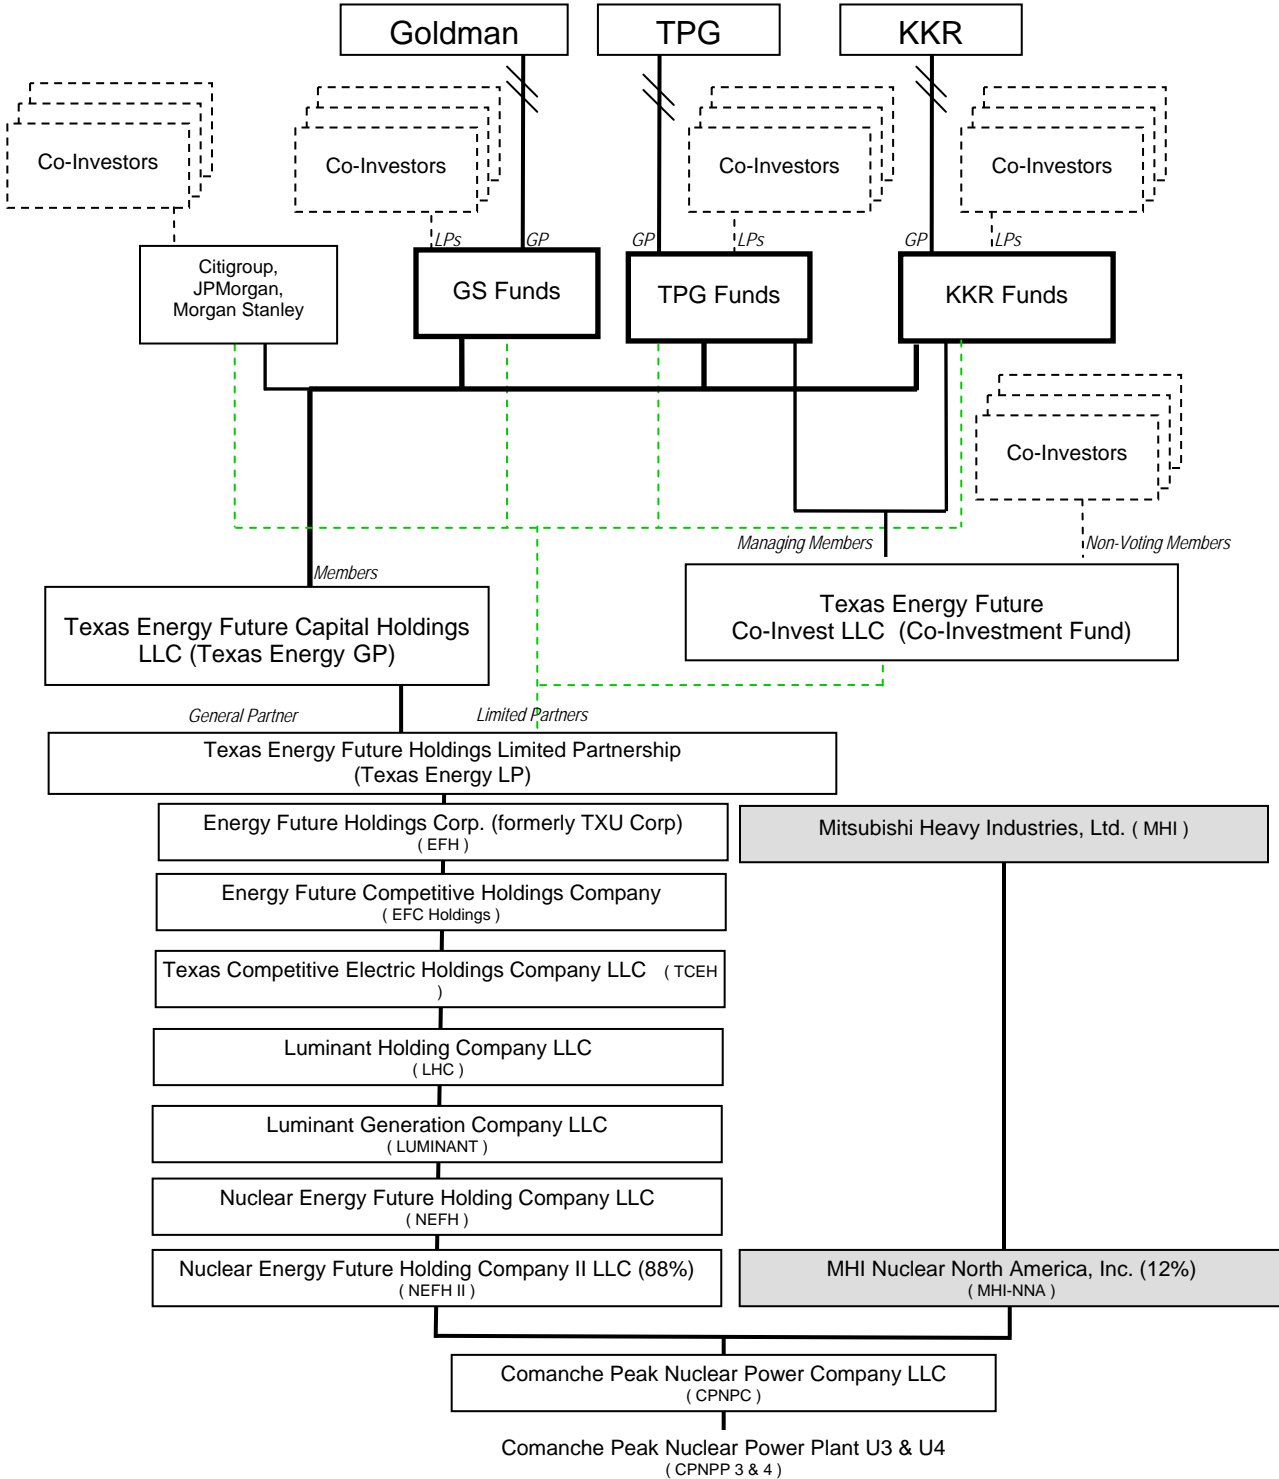 Goldman
TPG
KKR
Co-Investors
Co-Investors
Co-Investors
Co-Investors
LPs
GP
GP
LPs
GP
LPs
Citigroup,
JPMorgan,
Morgan Stanley
GS Funds
TPG Funds
KKR Funds
Co-Investors
Managing Members
Non-Voting Members
Members
Texas Energy Future Capital Holdings
LLC (Texas Energy GP)
Texas Energy Future
Co-Invest LLC (Co-Investment Fund)
General Partner
Limited Partners
Texas Energy Future Holdings Limited Partnership
(Texas Energy LP)
Energy Future Holdings Corp. (formerly TXU Corp)
( EFH )
Mitsubishi Heavy Industries, Ltd. ( MHI )
Energy Future Competitive Holdings Company
( EFC Holdings )
Texas Competitive Electric Holdings Company LLC ( TCEH
)
Luminant Holding Company LLC
( LHC )
Luminant Generation Company LLC
( LUMINANT )
Nuclear Energy Future Holding Company LLC
( NEFH )
Nuclear Energy Future Holding Company II LLC (88%)
( NEFH II )
MHI Nuclear North America, Inc. (12%)
( MHI-NNA )
Comanche Peak Nuclear Power Company LLC
( CPNPC )
Comanche Peak Nuclear Power Plant U3 & U4
( CPNPP 3 & 4 )